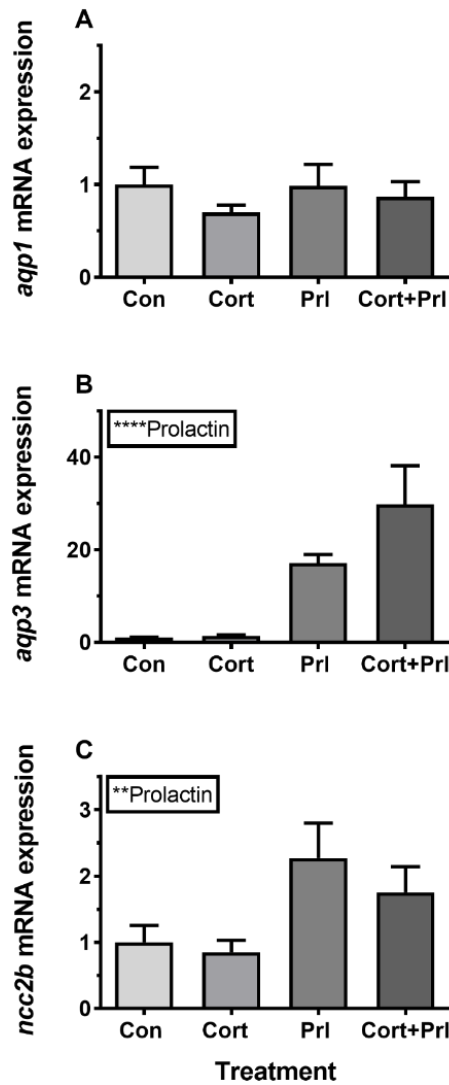 A
aqp1 mRNA expression
2
1
0
Con Cort Prl Cort+Prl
B
****Prolactin
aqp3 mRNA expression
40
20
0
Con Cort Prl Cort+Prl
C
**Prolactin
ncc2b mRNA expression
3
2
1
0
Con Cort Prl Cort+Prl
Treatment